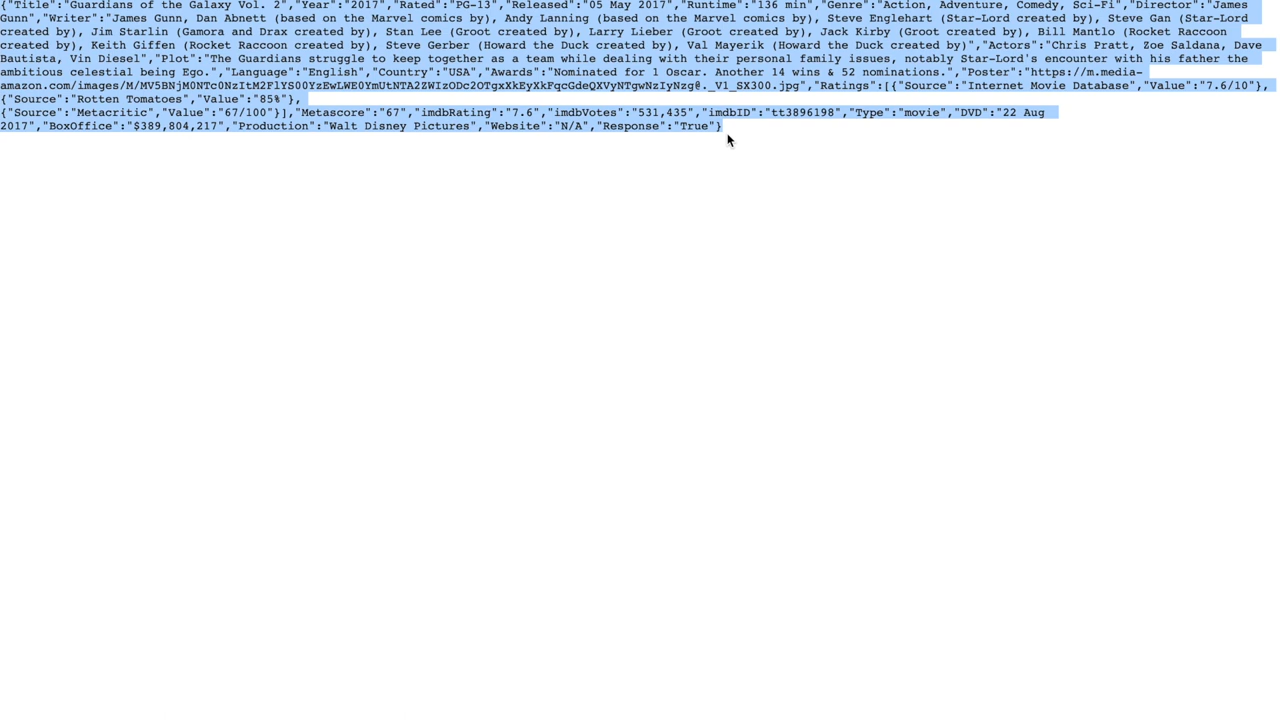 {"Title":"Guardians of the Galaxy Vol. 2","Year":"2017","Rated":"PG-13","Released":"05 May 2017","Runtime":"136 min","Genre":"Action, Adventure, Comedy, Sci-Fi","Director":"James
Gunn","Writer":"James Gunn, Dan Abnett (based on the Marvel comics by), Andy Lanning (based on the Marvel comics by), Steve Englehart (Star-Lord created by), Steve Gan (Star-Lord
created by), Jim Starlin (Gamora and Drax created by), Stan Lee (Groot created by), Larry Lieber (Groot created by), Jack Kirby (Groot created by), Bill Mantlo (Rocket Raccoon
created by), Keith Giffen (Rocket Raccoon created by), Steve Gerber (Howard the Duck created by), Val Mayerik (Howard the Duck created by)","Actors":"Chris Pratt, Zoe Saldana, Dave
Bautista, Vin Diesel","Plot":"The Guardians struggle to keep together as a team while dealing with their personal family issues, notably Star-Lord's encounter with his father the
ambitious celestial being Ego.","Language":"English","Country":"USA","Awards":"Nominated for 1 Oscar. Another 14 wins & 52 nominations.","Poster":"https://m.media-
amazon.com/images/M/MV5BNjM0NTc0NzItM2FlYS00YzEwLWE0YmUtNTA2ZWIzODc2OTgxXkEyXkFqcGdeQXVyNTgwNzIyNzg@._V1_SX300.jpg","Ratings":[{"Source":"Internet Movie Database","Value":"7.6/10"},
{"Source":"Rotten Tomatoes","Value":"85%"},
{"Source":"Metacritic","Value":"67/100"}],"Metascore":"67","imdbRating":"7.6","imdbVotes":"531,435","imdbID":"tt3896198","Type":"movie","DVD":"22 Aug
2017","BoxOffice":"$389,804,217","Production":"Walt Disney Pictures","Website":"N/A","Response":"True"}